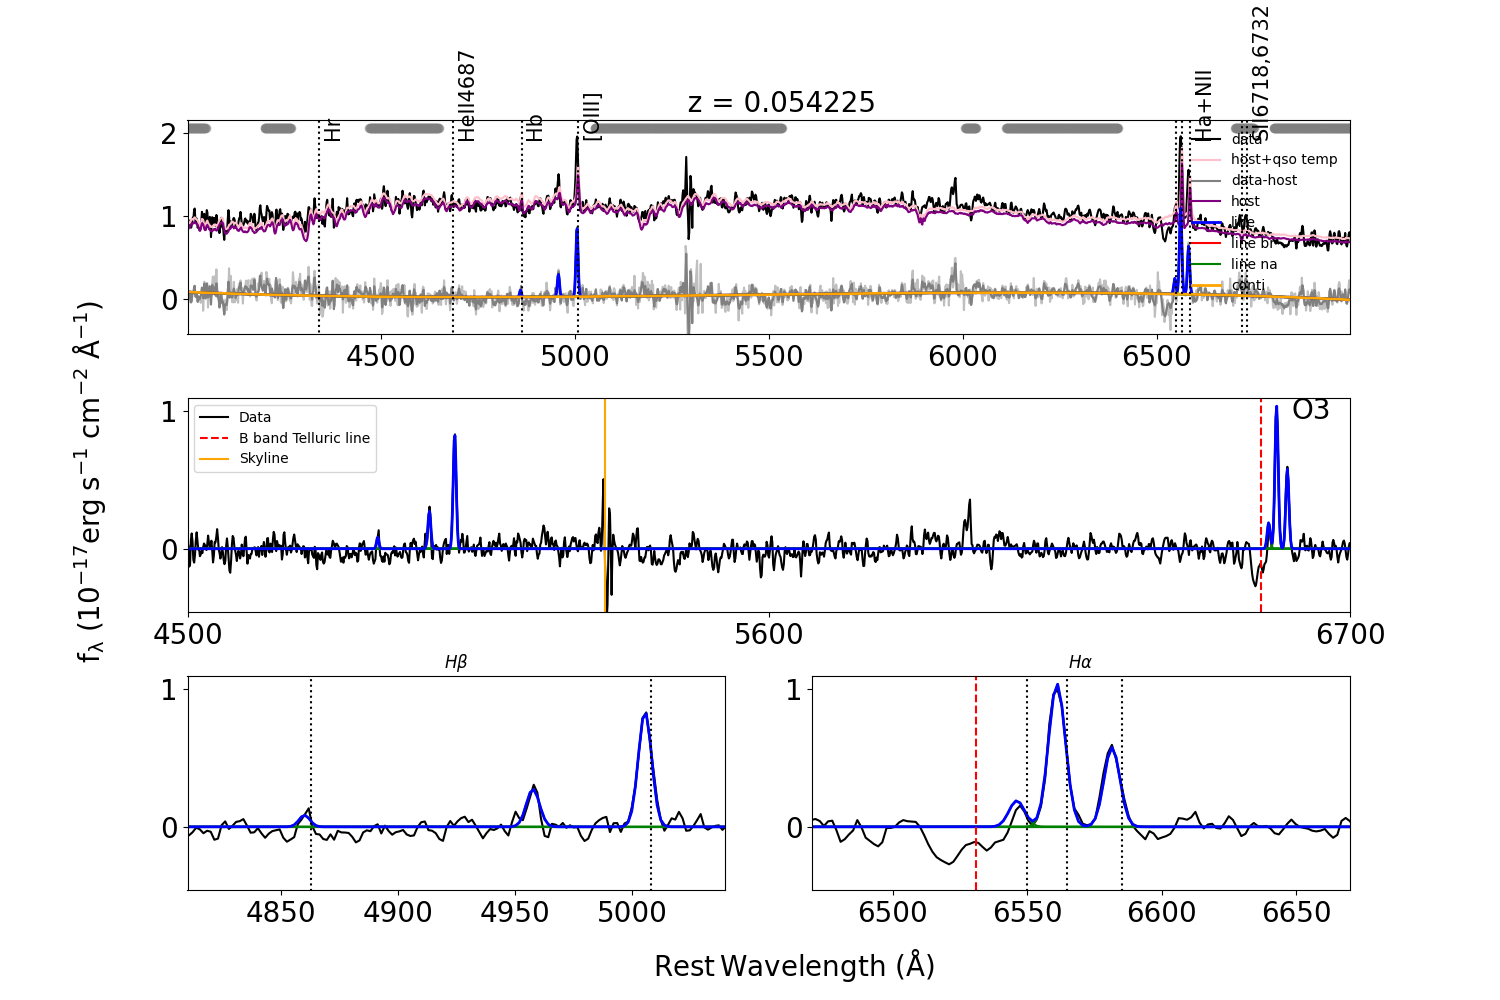 Hr
HeII4687
Hb
[OIII]
Ha+NII
SII6718,6732
z = 0.054225
data
host+qso temp
data-host
host
line
line br
line na
conti
2
1
0
4500 5000 5500 6000 6500
fλ (10⁻¹⁷erg s⁻¹ cm⁻² Å⁻¹)
Data
B band Telluric line
Skyline
O3
1
0
4500 5600 6700
Hβ
1
0
4850 4900 4950 5000
Hα
1
0
6500 6550 6600 6650
Rest Wavelength (Å)